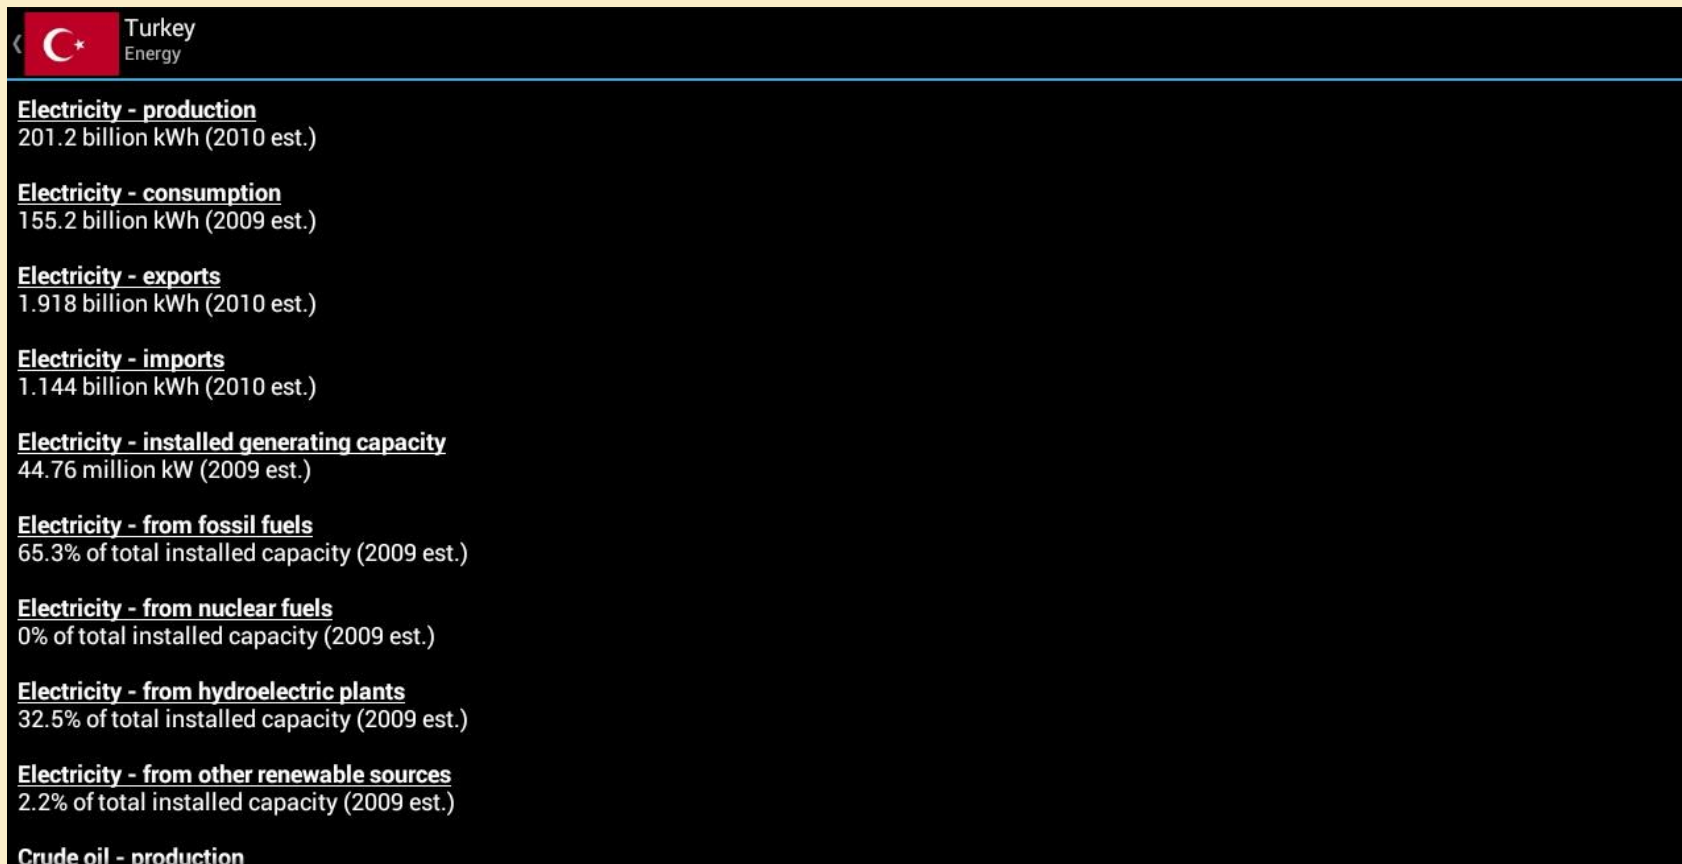 Turkey
Energy
Electricity - production
201.2 billion kWh (2010 est.)
Electricity - consumption
155.2 billion kWh (2009 est.)
Electricity - exports
1.918 billion kWh (2010 est.)
Electricity - imports
1.144 billion kWh (2010 est.)
Electricity - installed generating capacity
44.76 million kW (2009 est.)
Electricity - from fossil fuels
65.3% of total installed capacity (2009 est.)
Electricity - from nuclear fuels
0% of total installed capacity (2009 est.)
Electricity - from hydroelectric plants
32.5% of total installed capacity (2009 est.)
Electricity - from other renewable sources
2.2% of total installed capacity (2009 est.)
Crude oil - production